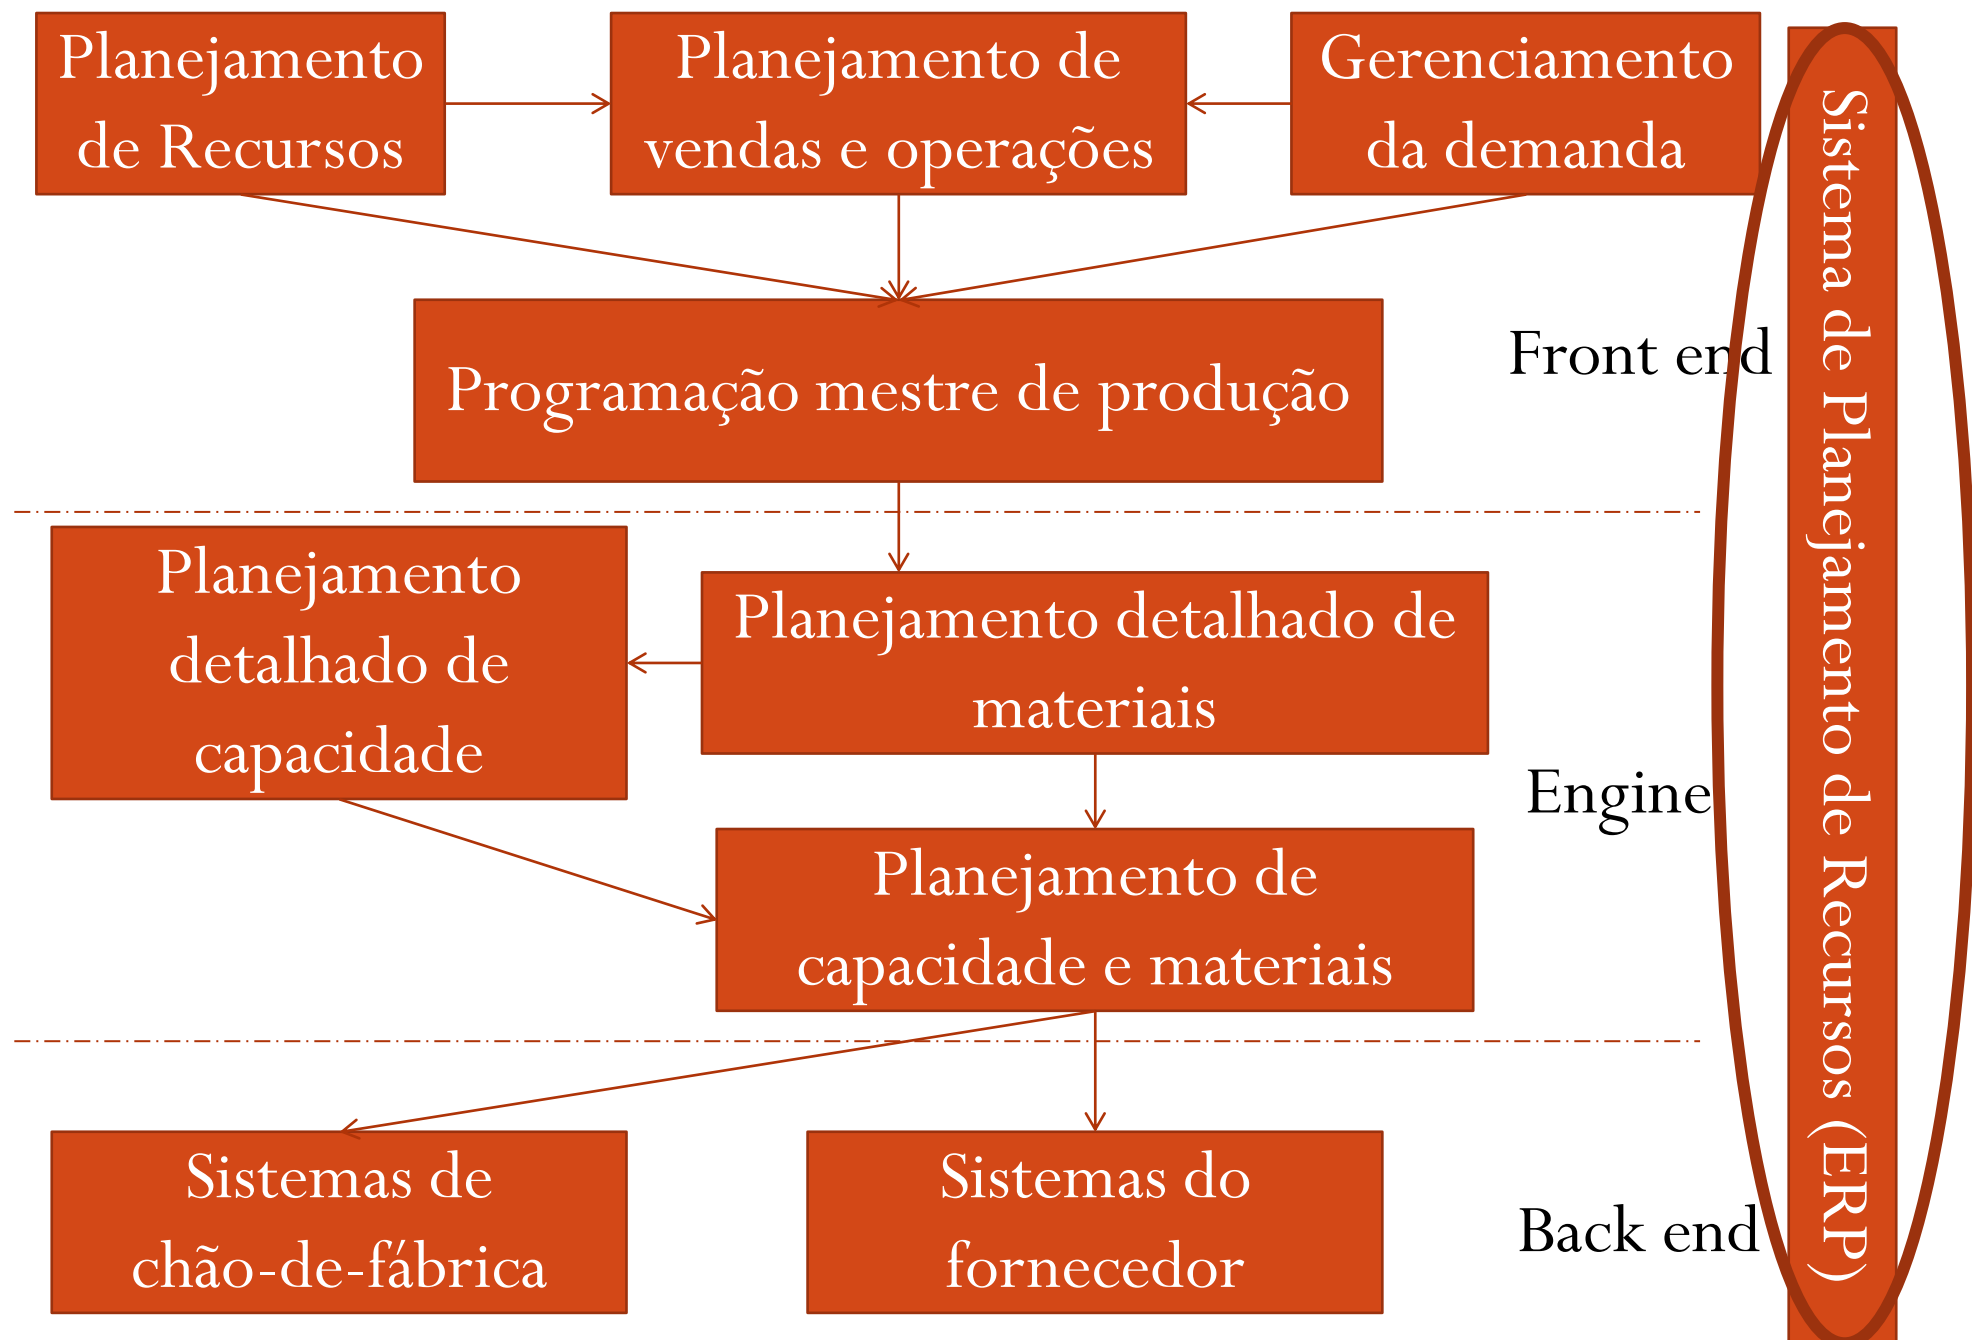 Planejamento
de Recursos
Planejamento de
vendas e operações
Gerenciamento
da demanda
Programação mestre de produção
Front end
Planejamento
detalhado de
capacidade
Planejamento detalhado de
materiais
Engine
Planejamento de
capacidade e materiais
Sistemas de
chão-de-fábrica
Sistemas do
fornecedor
Back end
Sistema de Planejamento de Recursos (ERP)